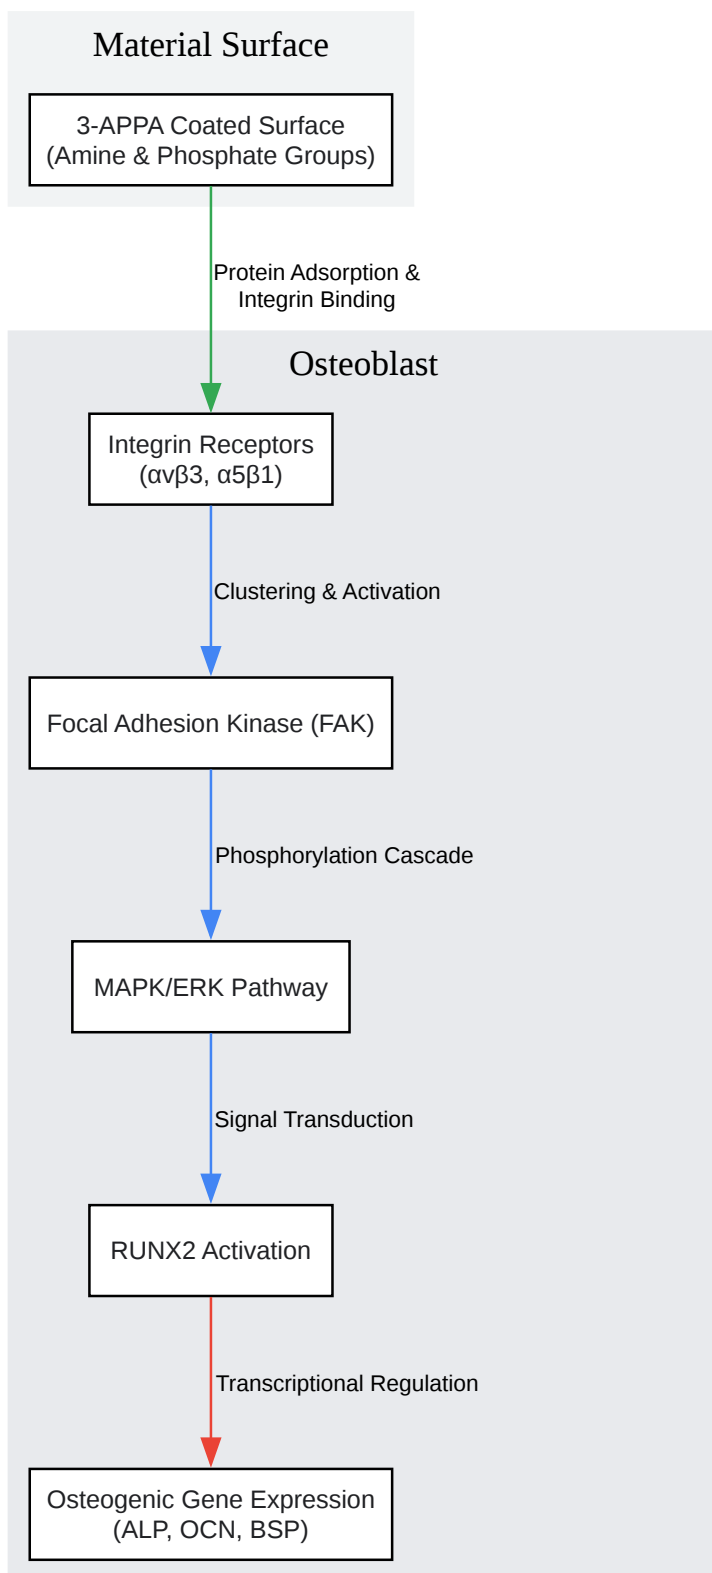 Material Surface
3-APPA Coated Surface
(Amine & Phosphate Groups)
Protein Adsorption &
Integrin Binding
Osteoblast
Integrin Receptors
(αvβ3, α5β1)
Clustering & Activation
Focal Adhesion Kinase (FAK)
Phosphorylation Cascade
MAPK/ERK Pathway
Signal Transduction
RUNX2 Activation
Transcriptional Regulation
Osteogenic Gene Expression
(ALP, OCN, BSP)